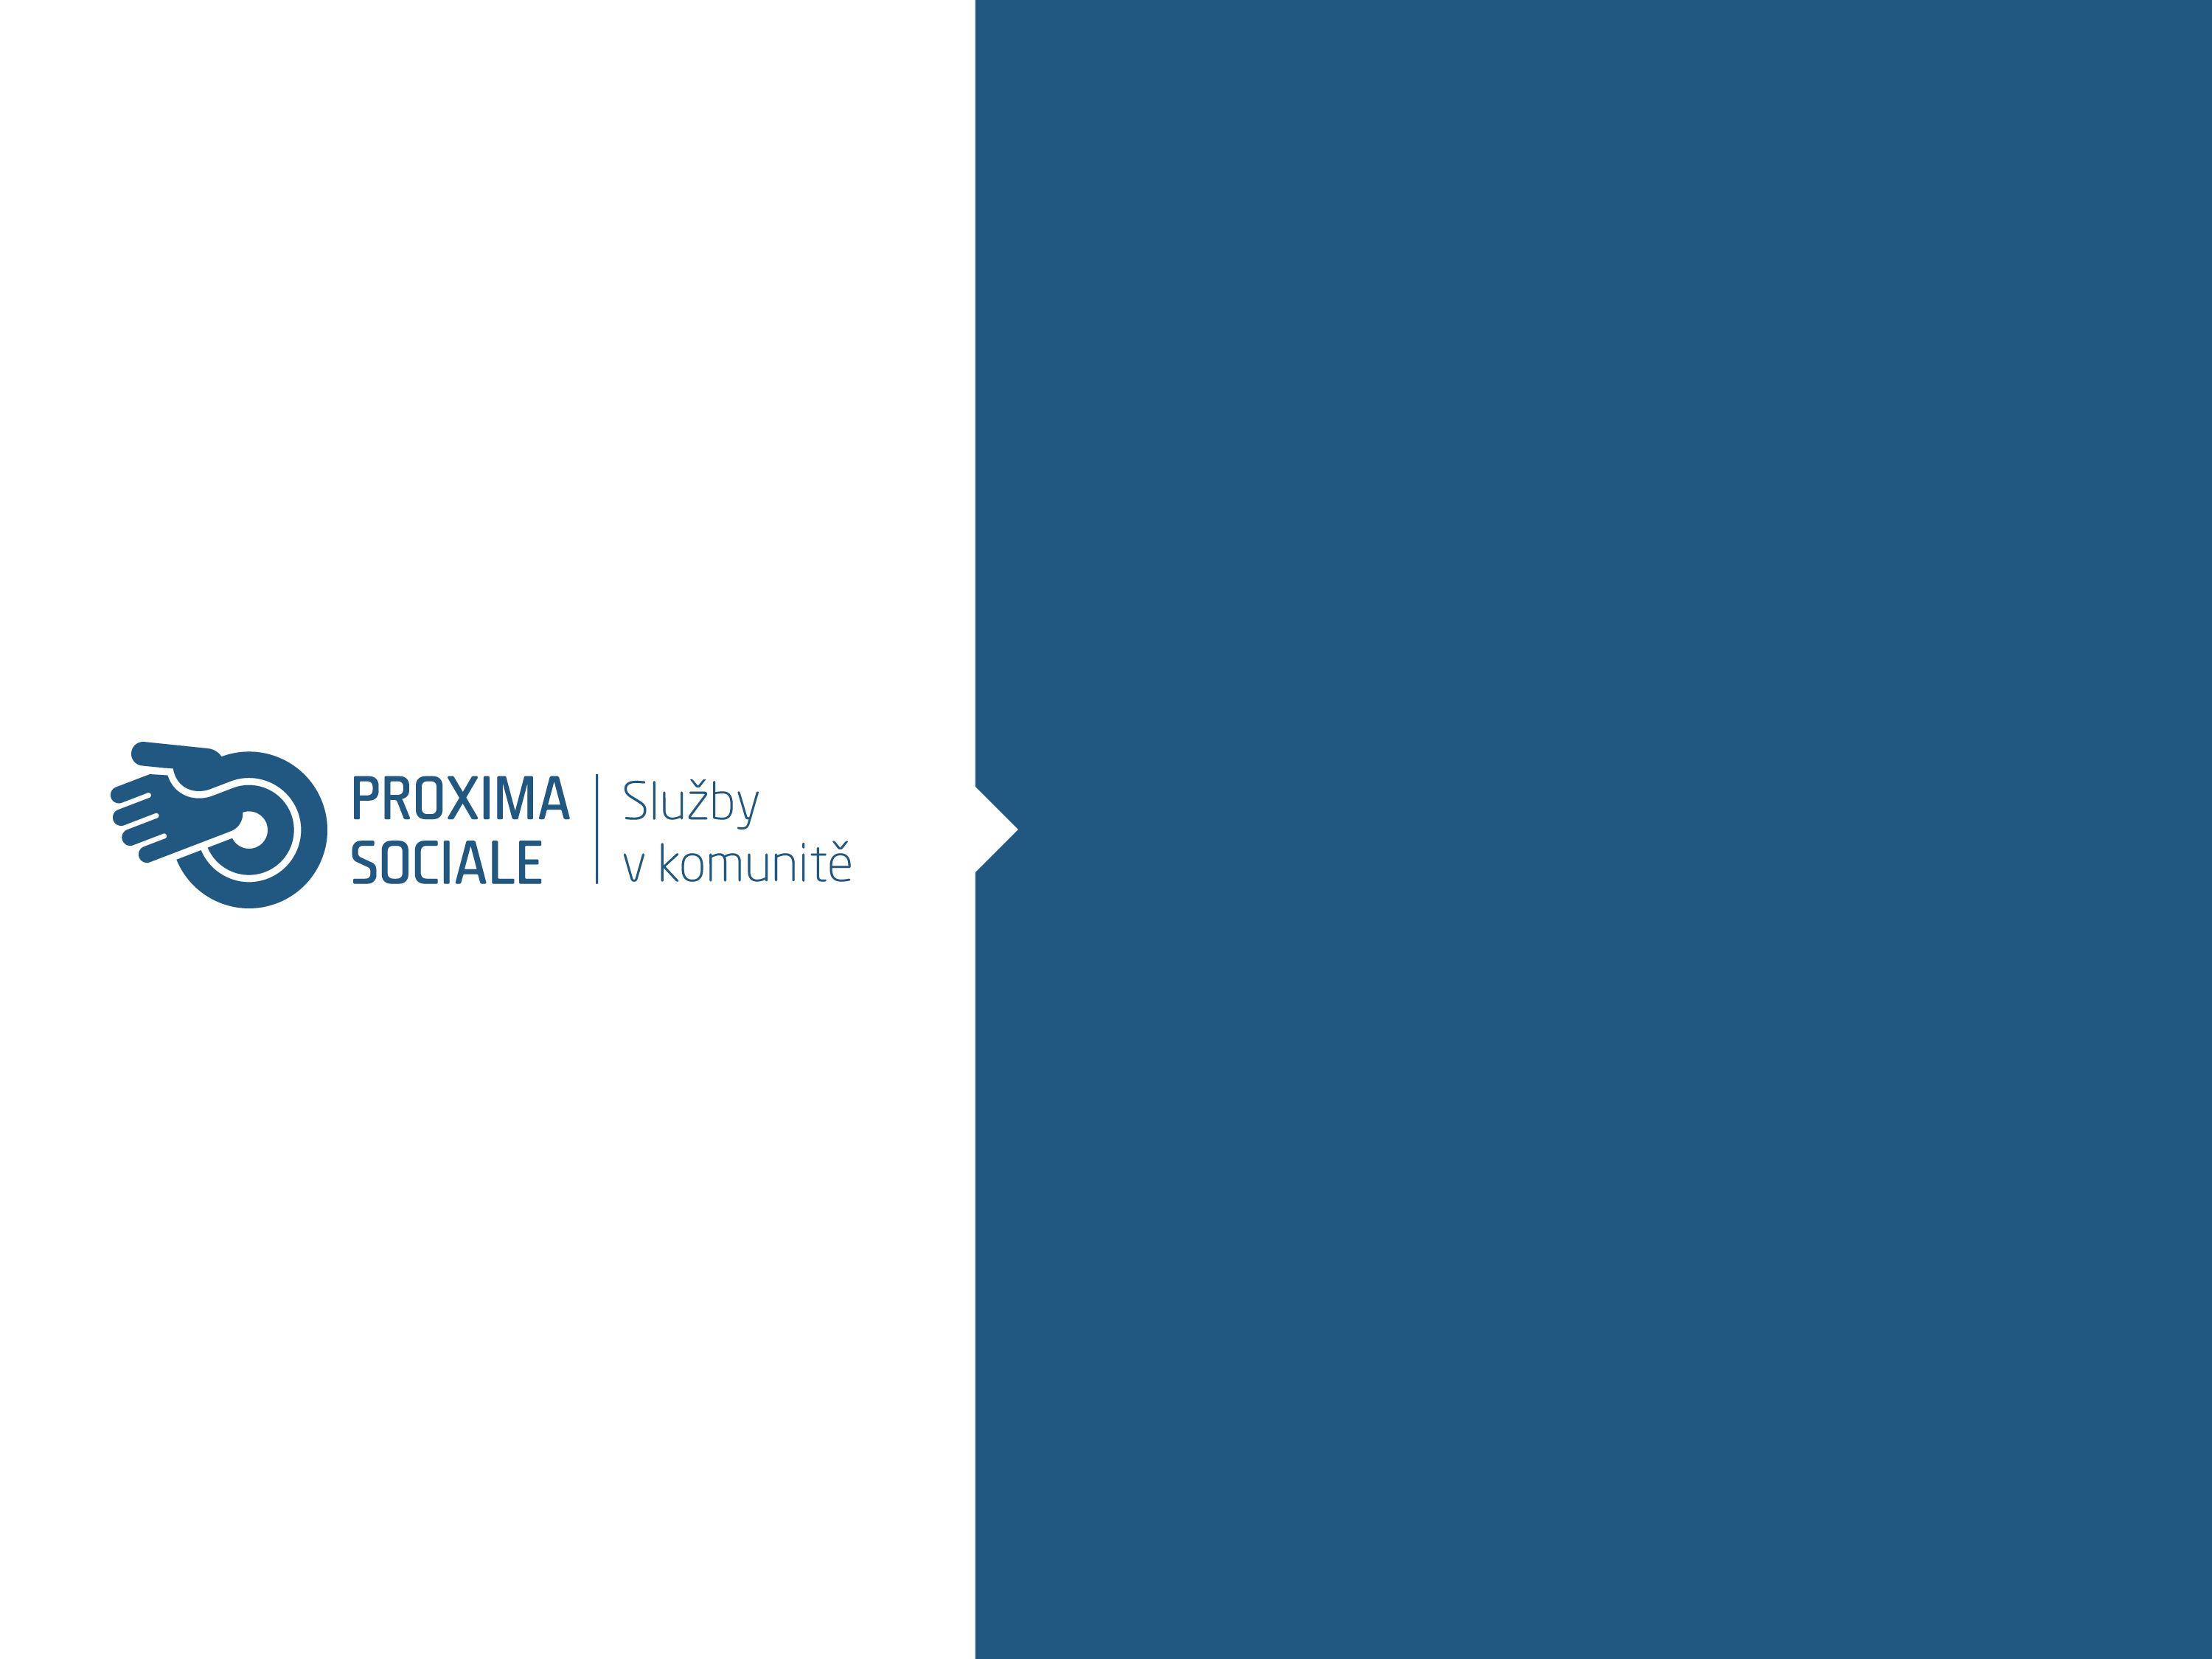 PROXIMA
SOCIALE
Služby
v komunitě